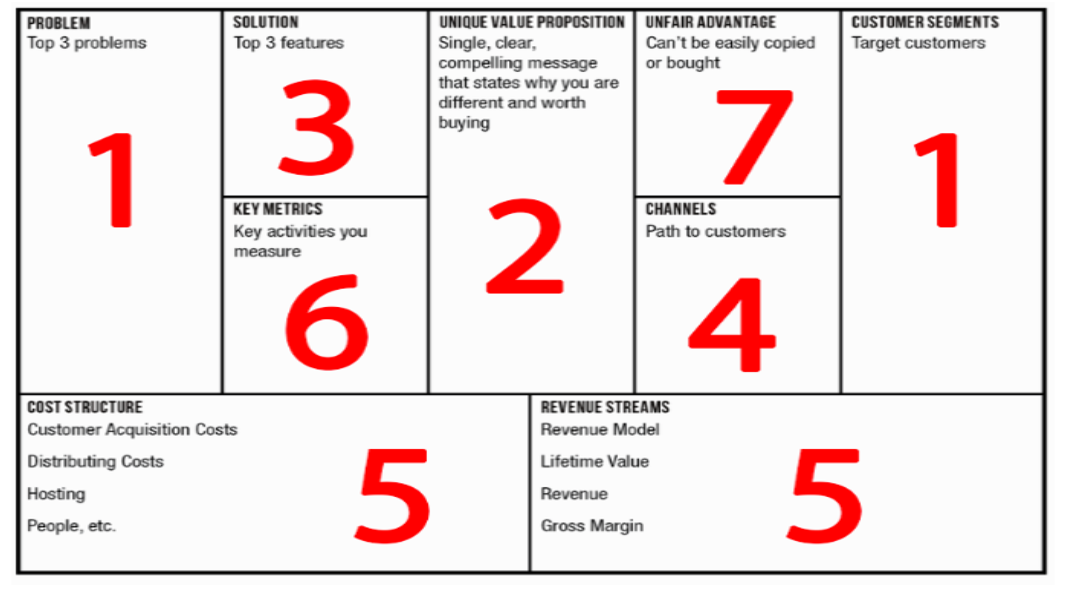 PROBLEM
Top 3 problems
1
SOLUTION
Top 3 features
3
KEY METRICS
Key activities you
measure
6
UNIQUE VALUE PROPOSITION
Single, clear,
compelling message
that states why you are
different and worth
buying
2
UNFAIR ADVANTAGE
Can't be easily copied
or bought
7
CHANNELS
Path to customers
4
CUSTOMER SEGMENTS
Target customers
1
COST STRUCTURE
Customer Acquisition Costs
Distributing Costs
Hosting
People, etc.
5
REVENUE STREAMS
Revenue Model
Lifetime Value
Revenue
Gross Margin
5